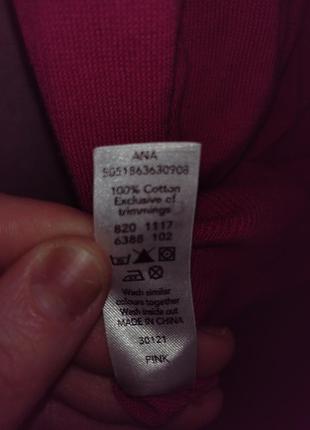 ANA
5051863630908
100% Cotton
Exclusive of
trimmings
820 1117
6388 102
Wash similar
colours together
Wash inside out
MADE IN CHINA
30121
PINK